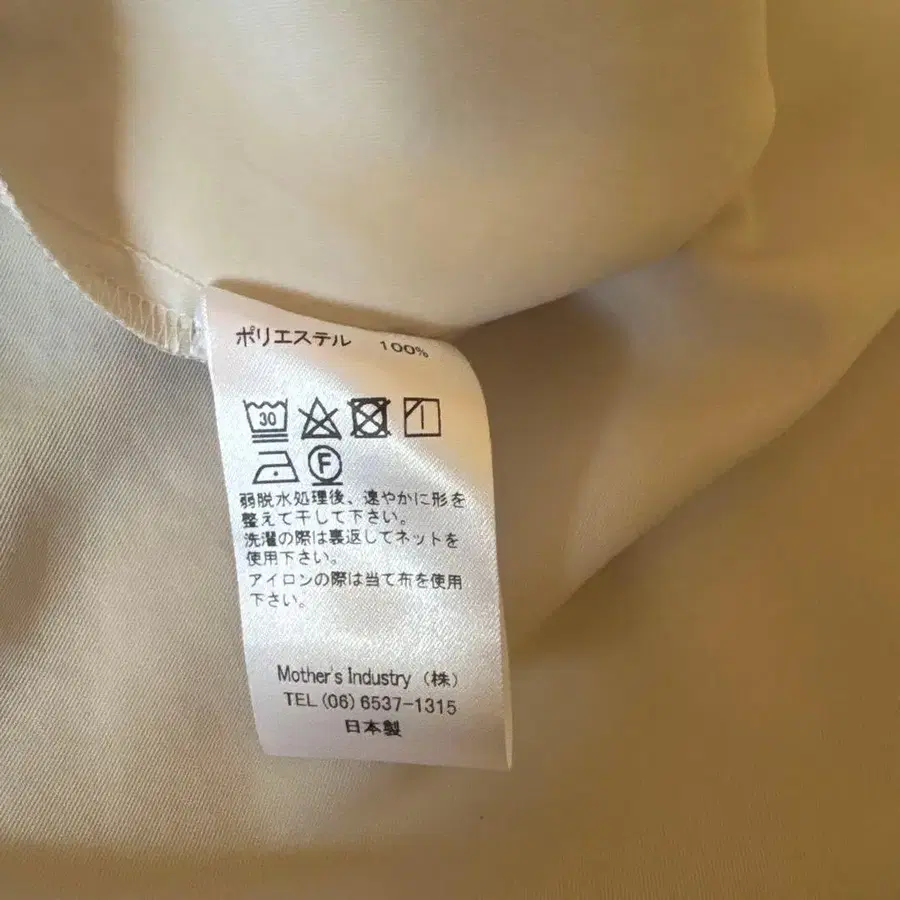 ポリエステル 100%
30
F
弱脱水処理後、速やかに形を
整えて干して下さい。
洗濯の際は裏返してネットを
使用下さい。
アイロンの際は当て布を使用
下さい。
Mother's Industry (株)
TEL (06) 6537-1315
日本製